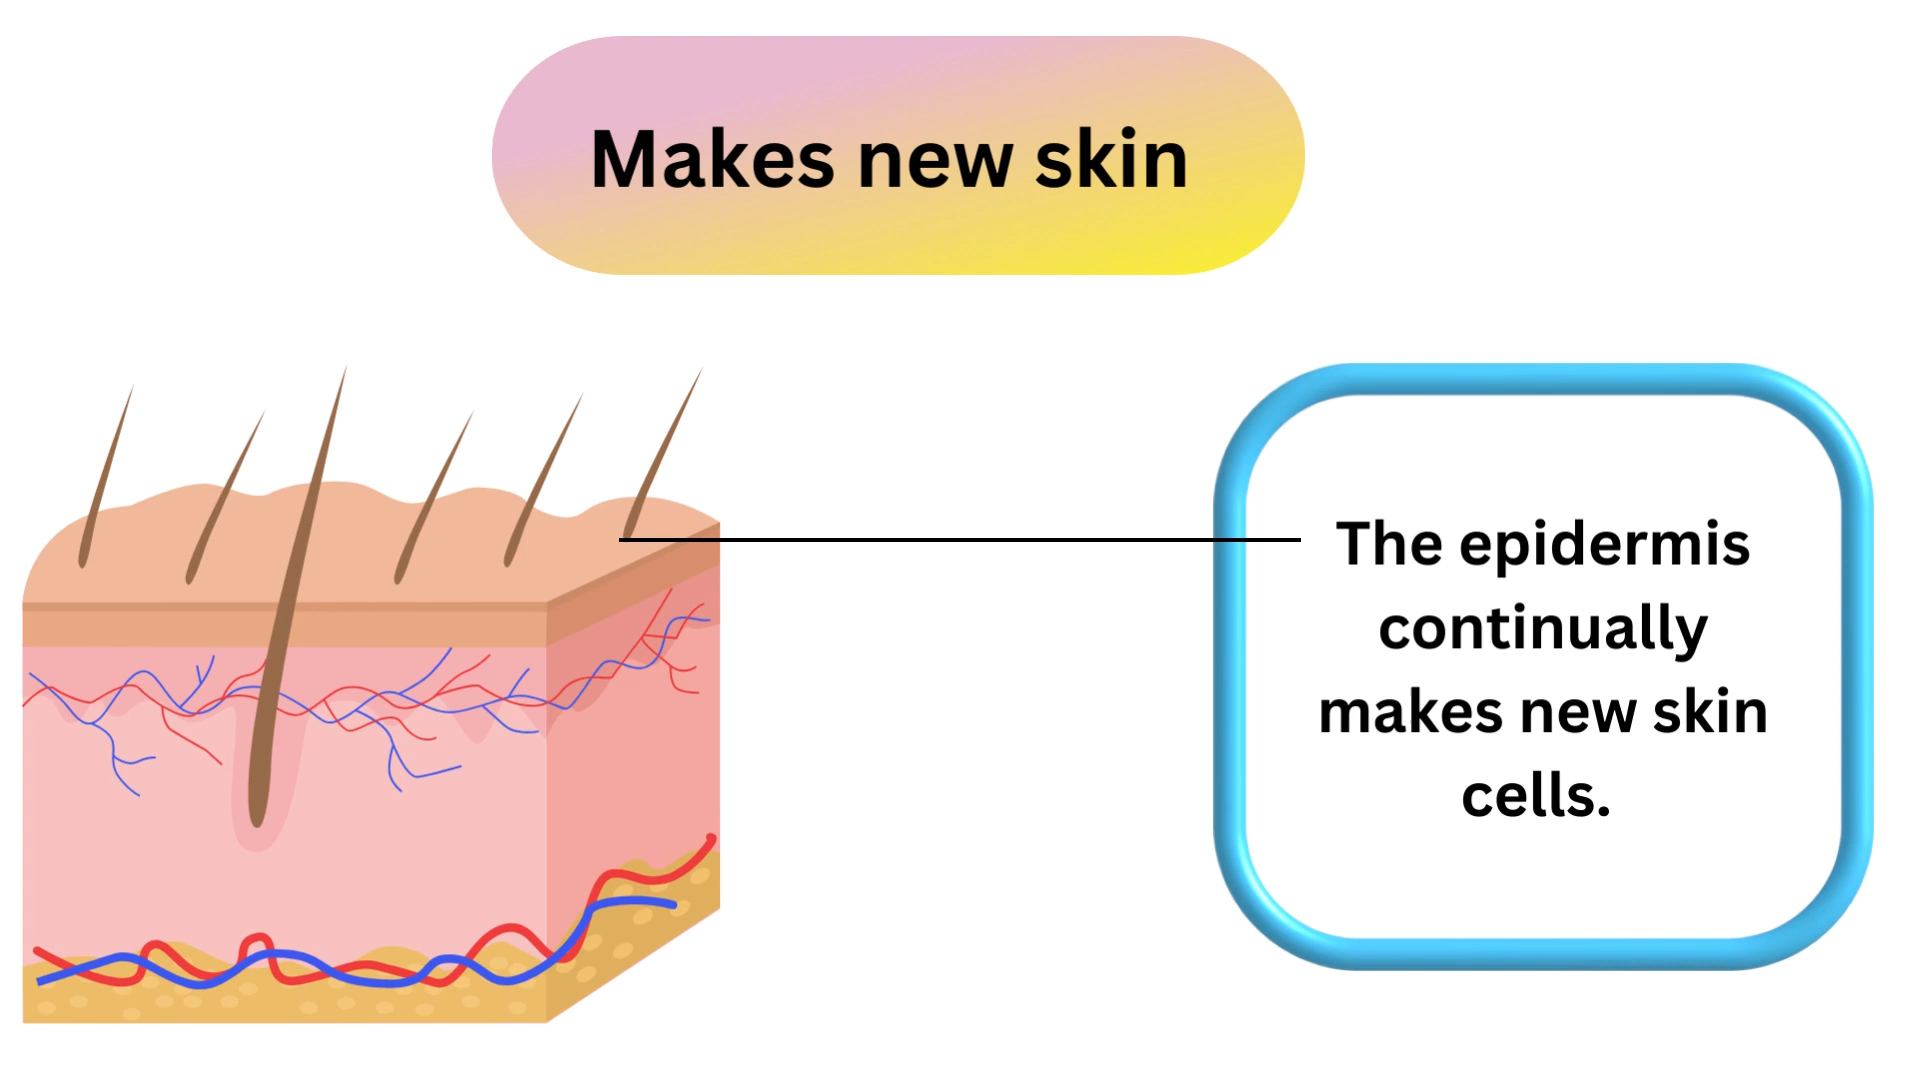 Makes new skin
The epidermis
continually
makes new skin
cells.